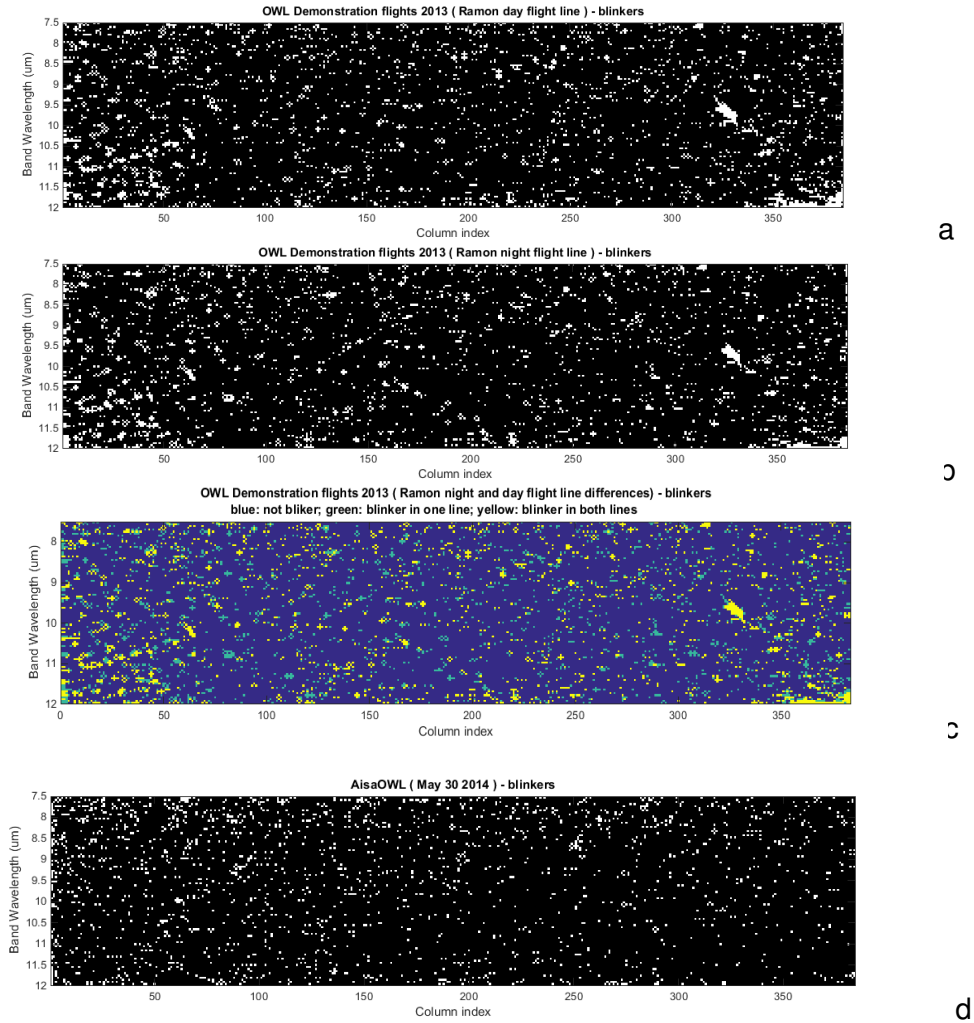 OWL Demonstration flights 2013 ( Ramon day flight line ) - blinkers
7.5
8
8.5
9
9.5
10
10.5
11
11.5
12
Band Wavelength (um)
50 100 150 200 250 300 350
Column index
a
OWL Demonstration flights 2013 ( Ramon night flight line ) - blinkers
7.5
8
8.5
9
9.5
10
10.5
11
11.5
12
Band Wavelength (um)
50 100 150 200 250 300 350
Column index
b
OWL Demonstration flights 2013 ( Ramon night and day flight line differences) - blinkers
blue: not bliker; green: blinker in one line; yellow: blinker in both lines
8
9
10
11
12
Band Wavelength (um)
0 50 100 150 200 250 300 350
Column index
c
AisaOWL ( May 30 2014 ) - blinkers
7.5
8
8.5
9
9.5
10
10.5
11
11.5
12
Band Wavelength (um)
50 100 150 200 250 300 350
Column index
d